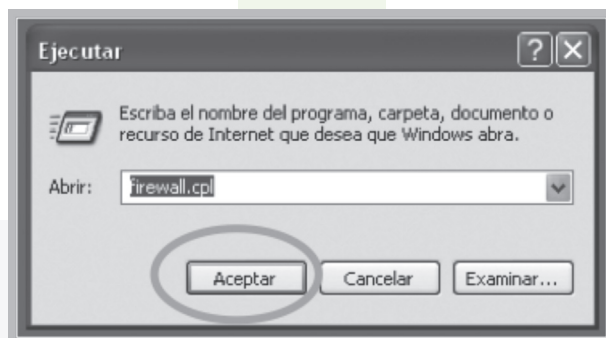 Ejecutar
Escriba el nombre del programa, carpeta, documento o
recurso de Internet que desea que Windows abra.
Abrir: firewall.cpl
Aceptar Cancelar Examinar...